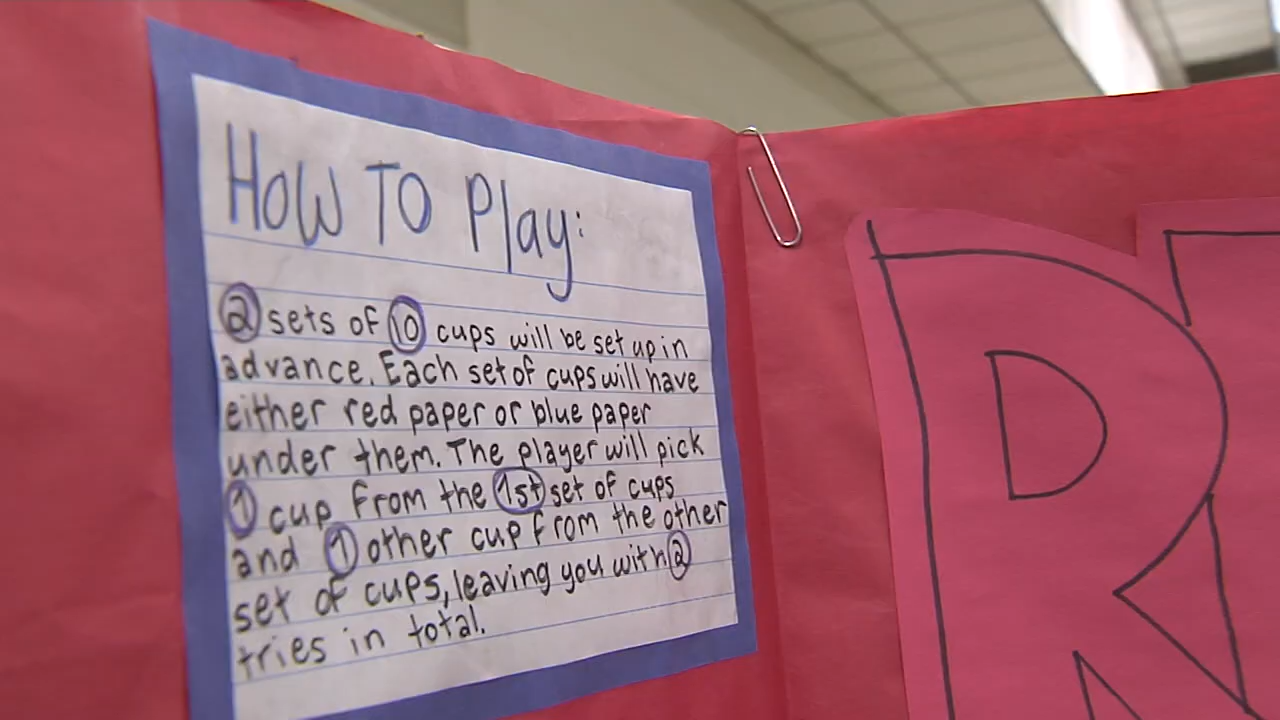 How To Play:
2 sets of 10 cups will be set up in
advance. Each set of cups will have
either red paper or blue paper
under them. The player will pick
1 cup from the 1st set of cups
and 1 other cup from the other
set of cups, leaving you with 2
tries in total.
R